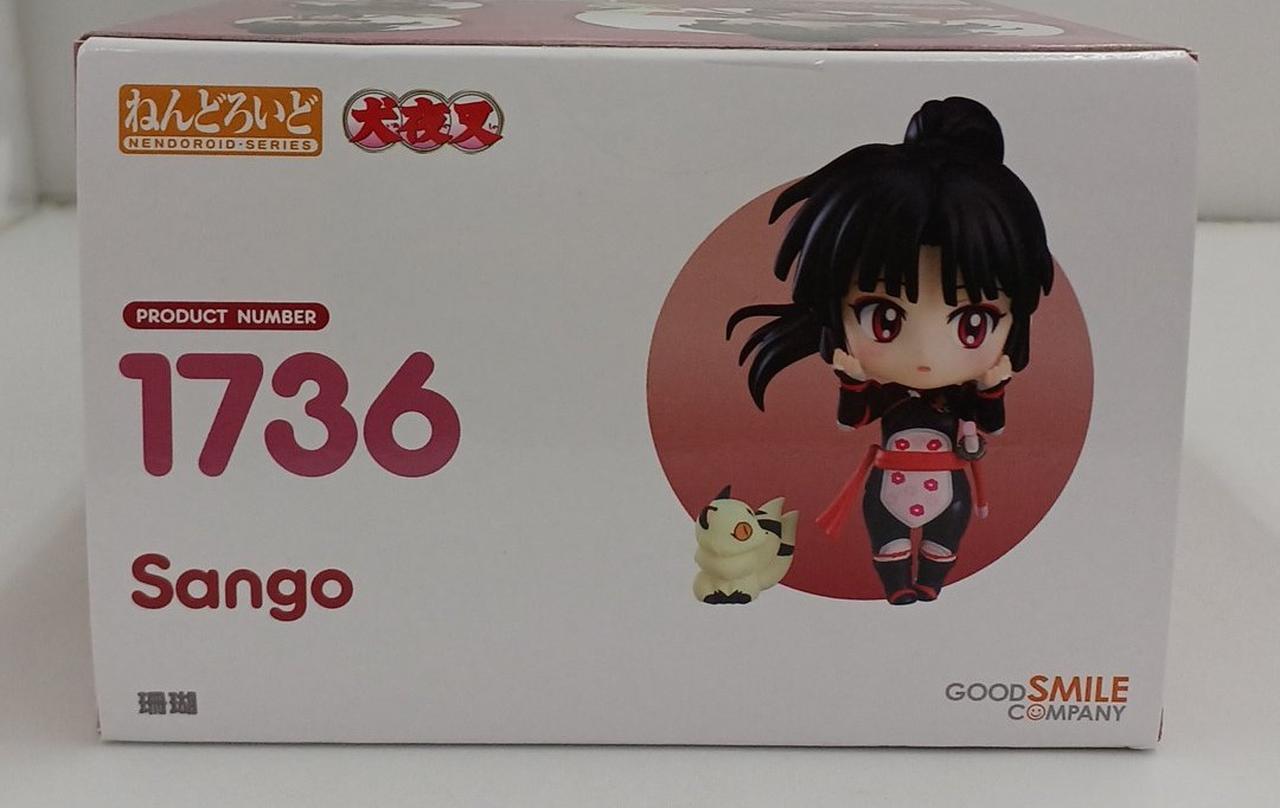 ねんどろいど
NENDOROID·SERIES
犬夜叉
PRODUCT NUMBER
1736
Sango
珊瑚
GOOD SMILE
COMPANY